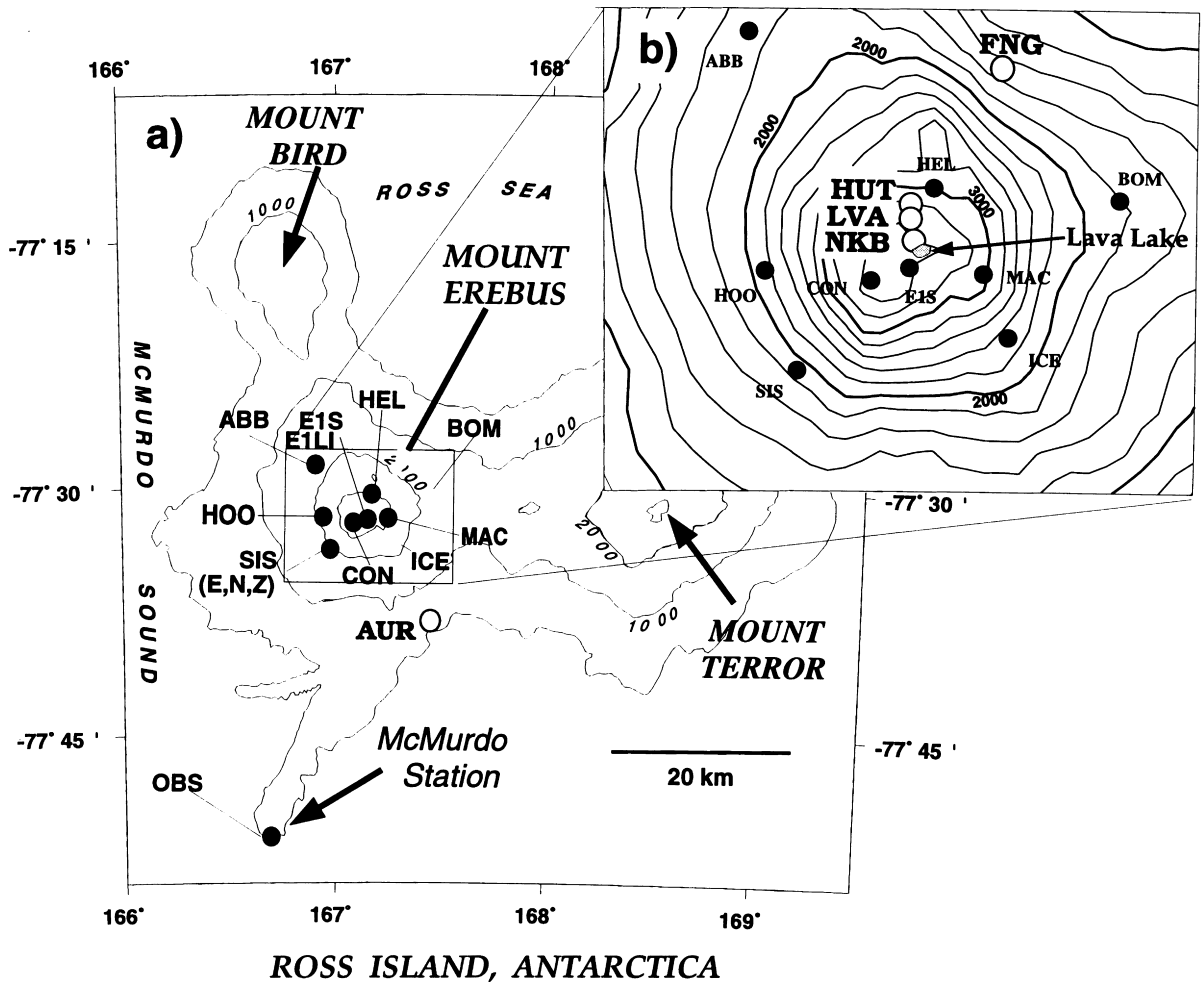 166° 167° 168°
a)
MOUNT
BIRD
ROSS SEA
1000
-77° 15 '
MOUNT
EREBUS
MCMURDO
SOUND
HEL
ABB
E1S
E1LI
BOM
1000
-77° 30 '
HOO
MAC
SIS
(E,N,Z)
CON
ICE
2000
1000
AUR
MOUNT
TERROR
McMurdo
Station
-77° 45 '
OBS
20 km
166° 167° 168° 169°
-77° 30 '
-77° 45 '
ROSS ISLAND, ANTARCTICA
b)
ABB
2000
FNG
2000
HEL
BOM
HUT
3000
LVA
NKB
Lava Lake
HOO
CON
E1S
MAC
ICE
SIS
2000